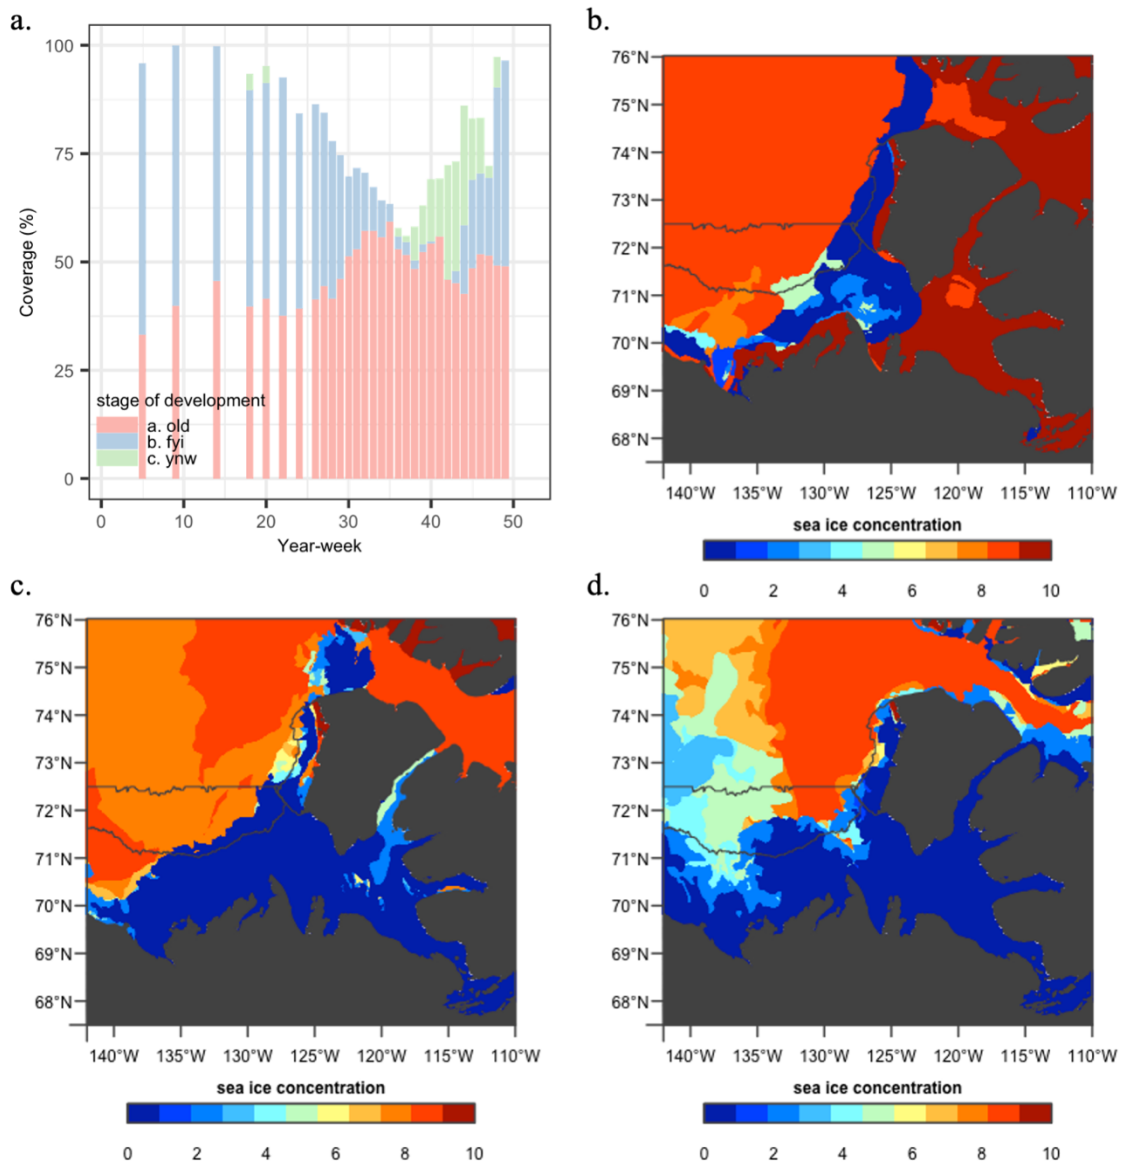 a.
100
75
50
25
0
Coverage (%)
stage of development
a. old
b. fyi
c. ynw
0 10 20 30 40 50
Year-week
b.
76°N
75°N
74°N
73°N
72°N
71°N
70°N
69°N
68°N
140°W 135°W 130°W 125°W 120°W 115°W 110°W
sea ice concentration
0 2 4 6 8 10
c.
76°N
75°N
74°N
73°N
72°N
71°N
70°N
69°N
68°N
140°W 135°W 130°W 125°W 120°W 115°W 110°W
sea ice concentration
0 2 4 6 8 10
d.
76°N
75°N
74°N
73°N
72°N
71°N
70°N
69°N
68°N
140°W 135°W 130°W 125°W 120°W 115°W 110°W
sea ice concentration
0 2 4 6 8 10